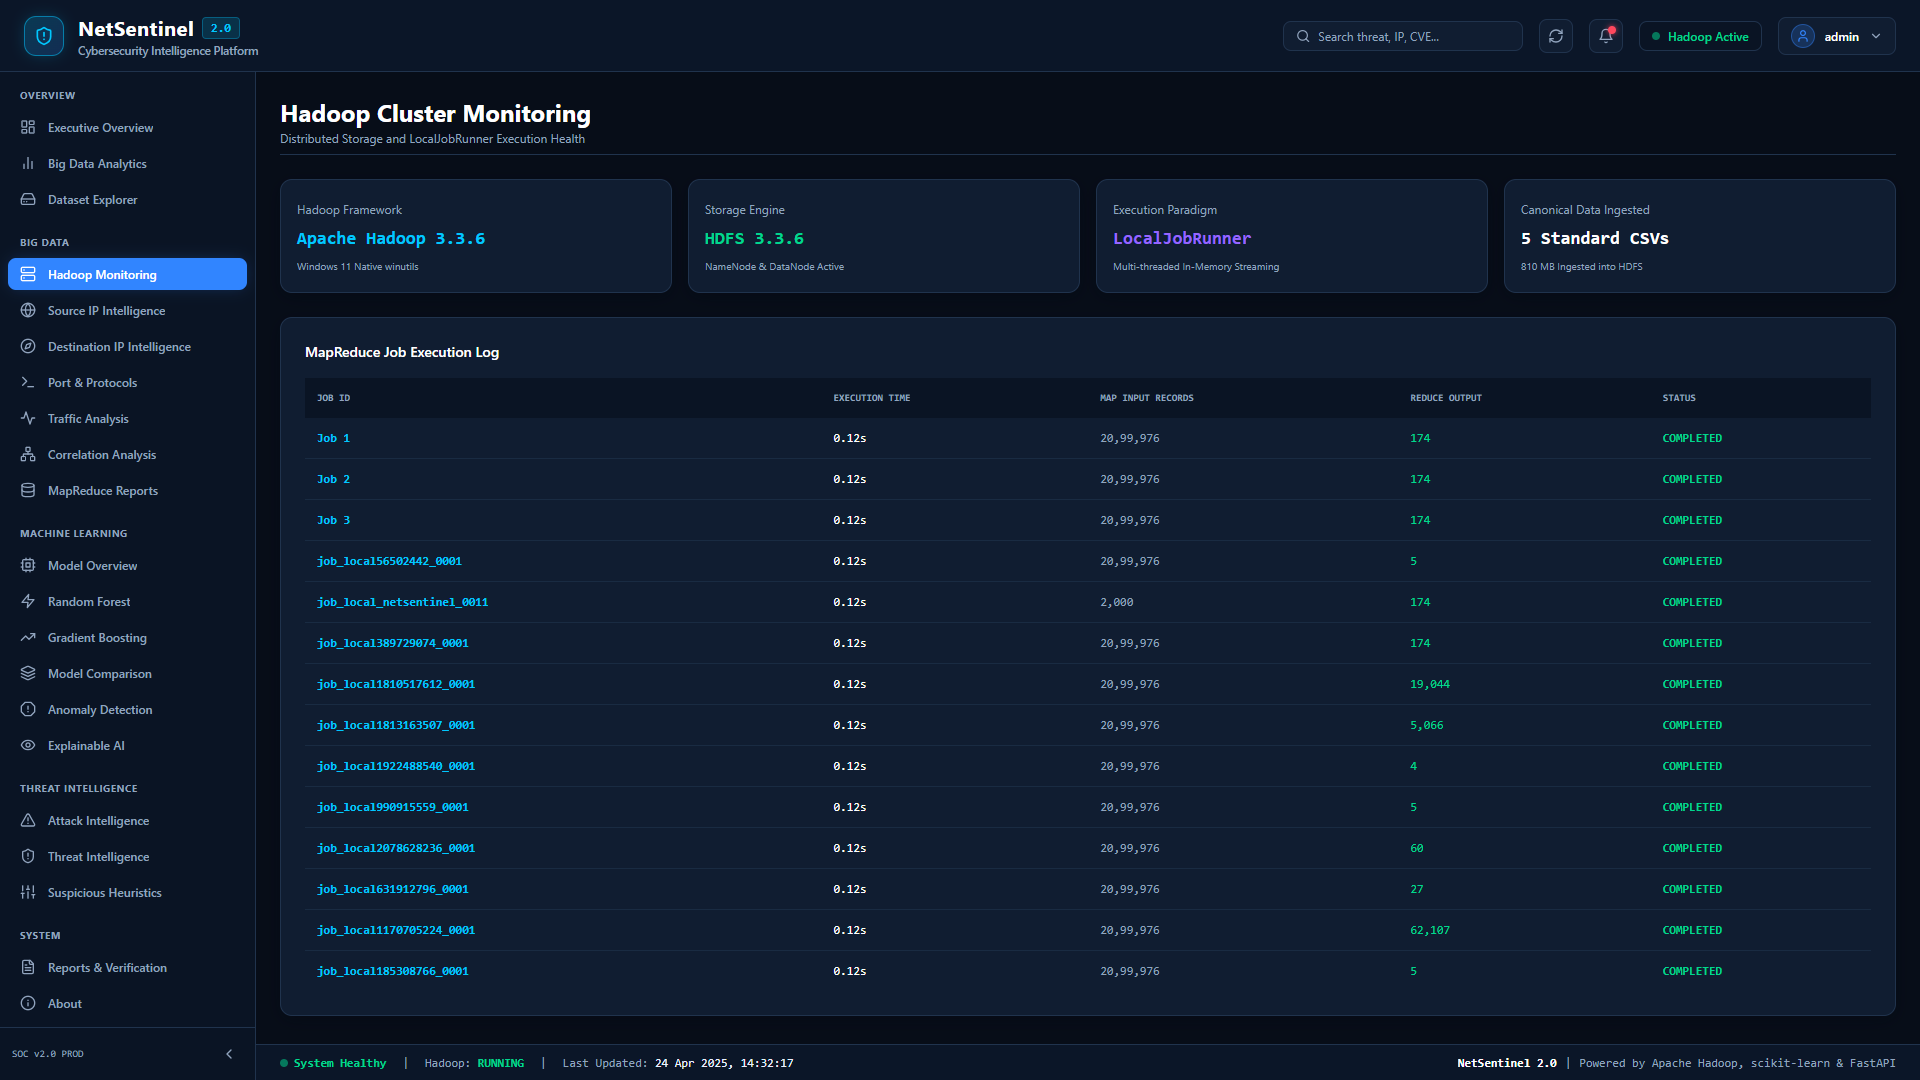 NetSentinel 2.0
Cybersecurity Intelligence Platform
Search threat, IP, CVE...
Hadoop Active
admin
OVERVIEW
Executive Overview
Big Data Analytics
Dataset Explorer
BIG DATA
Hadoop Monitoring
Source IP Intelligence
Destination IP Intelligence
Port & Protocols
Traffic Analysis
Correlation Analysis
MapReduce Reports
MACHINE LEARNING
Model Overview
Random Forest
Gradient Boosting
Model Comparison
Anomaly Detection
Explainable AI
THREAT INTELLIGENCE
Attack Intelligence
Threat Intelligence
Suspicious Heuristics
SYSTEM
Reports & Verification
About
SOC v2.0 PROD
Hadoop Cluster Monitoring
Distributed Storage and LocalJobRunner Execution Health
Hadoop Framework
Apache Hadoop 3.3.6
Windows 11 Native winutils
Storage Engine
HDFS 3.3.6
NameNode & DataNode Active
Execution Paradigm
LocalJobRunner
Multi-threaded In-Memory Streaming
Canonical Data Ingested
5 Standard CSVs
810 MB Ingested into HDFS
MapReduce Job Execution Log
JOB ID EXECUTION TIME MAP INPUT RECORDS REDUCE OUTPUT STATUS
Job 1 0.12s 20,99,976 174 COMPLETED
Job 2 0.12s 20,99,976 174 COMPLETED
Job 3 0.12s 20,99,976 174 COMPLETED
job_local56502442_0001 0.12s 20,99,976 5 COMPLETED
job_local_netsentinel_0011 0.12s 2,000 174 COMPLETED
job_local389729074_0001 0.12s 20,99,976 174 COMPLETED
job_local1810517612_0001 0.12s 20,99,976 19,044 COMPLETED
job_local1813163507_0001 0.12s 20,99,976 5,066 COMPLETED
job_local1922488540_0001 0.12s 20,99,976 4 COMPLETED
job_local990915559_0001 0.12s 20,99,976 5 COMPLETED
job_local2078628236_0001 0.12s 20,99,976 60 COMPLETED
job_local631912796_0001 0.12s 20,99,976 27 COMPLETED
job_local1170705224_0001 0.12s 20,99,976 62,107 COMPLETED
job_local185308766_0001 0.12s 20,99,976 5 COMPLETED
System Healthy | Hadoop: RUNNING | Last Updated: 24 Apr 2025, 14:32:17
NetSentinel 2.0 | Powered by Apache Hadoop, scikit-learn & FastAPI